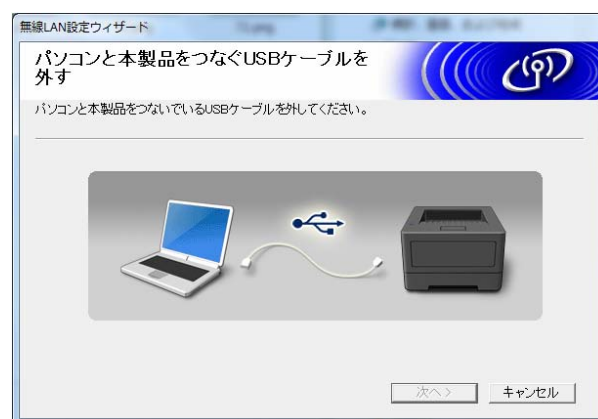 無線LAN設定ウィザード
パソコンと本製品をつなぐUSBケーブルを
外す
パソコンと本製品をつないでいるUSBケーブルを外してください。
次へ >
キャンセル